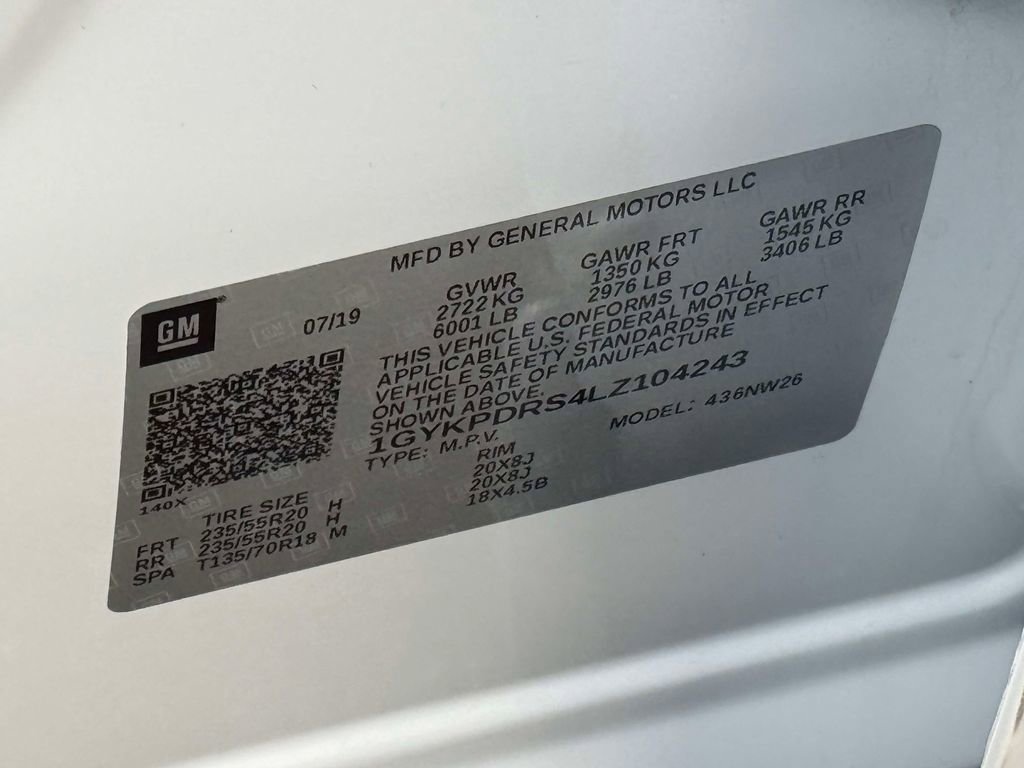 MFD BY GENERAL MOTORS LLC
GM
07/19
GVWR
2722 KG
6001 LB
GAWR FRT
1350 KG
2976 LB
GAWR RR
1545 KG
3406 LB
THIS VEHICLE CONFORMS TO ALL
APPLICABLE U.S. FEDERAL MOTOR
VEHICLE SAFETY STANDARDS IN EFFECT
ON THE DATE OF MANUFACTURE
SHOWN ABOVE.
1GYKPDRS4LZ104243
TYPE: M.P.V.
MODEL: 436NW26
140X
TIRE SIZE RIM
FRT 235/55R20 H 20X8J
RR 235/55R20 H 20X8J
SPA T135/70R18 M 18X4.5B